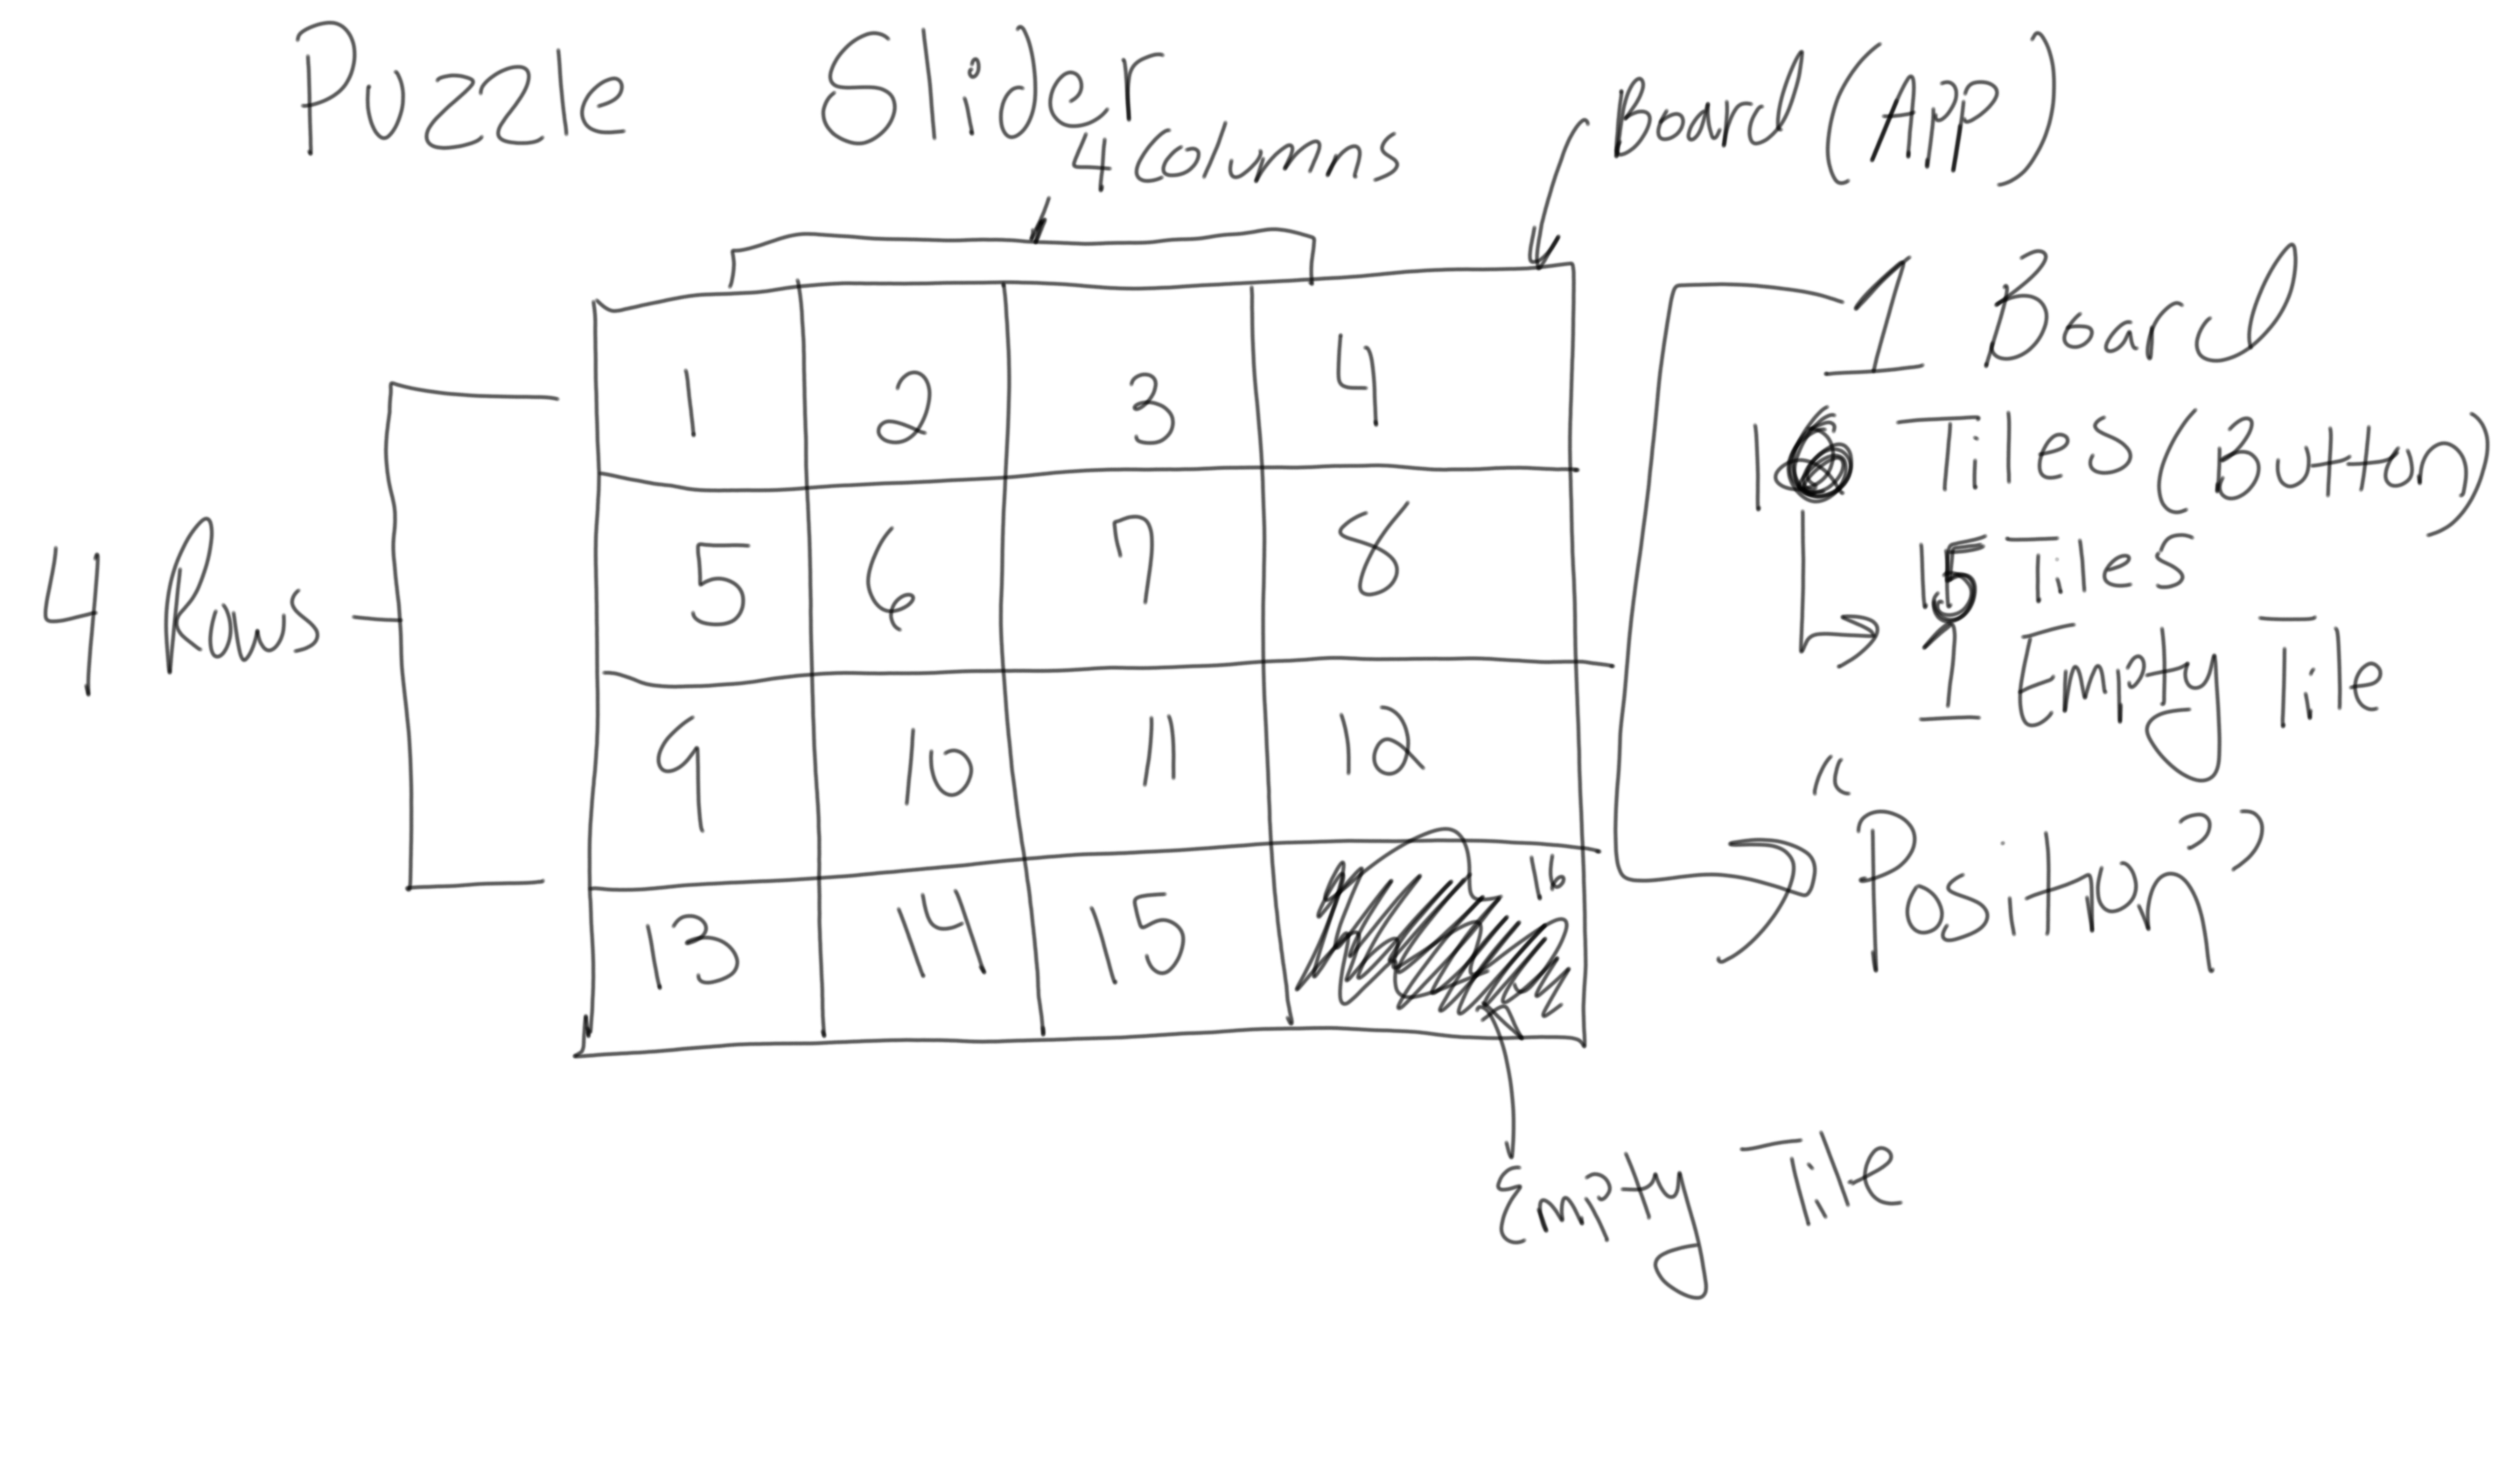 Puzzle Slider
4 Columns
Board (App)
1 2 3 4
5 6 7 8
9 10 11 12
13 14 15 16
4 Rows
Empty Tile
1 Board
16 Tiles (Button)
15 Tiles
1 Empty Tile
"Position"